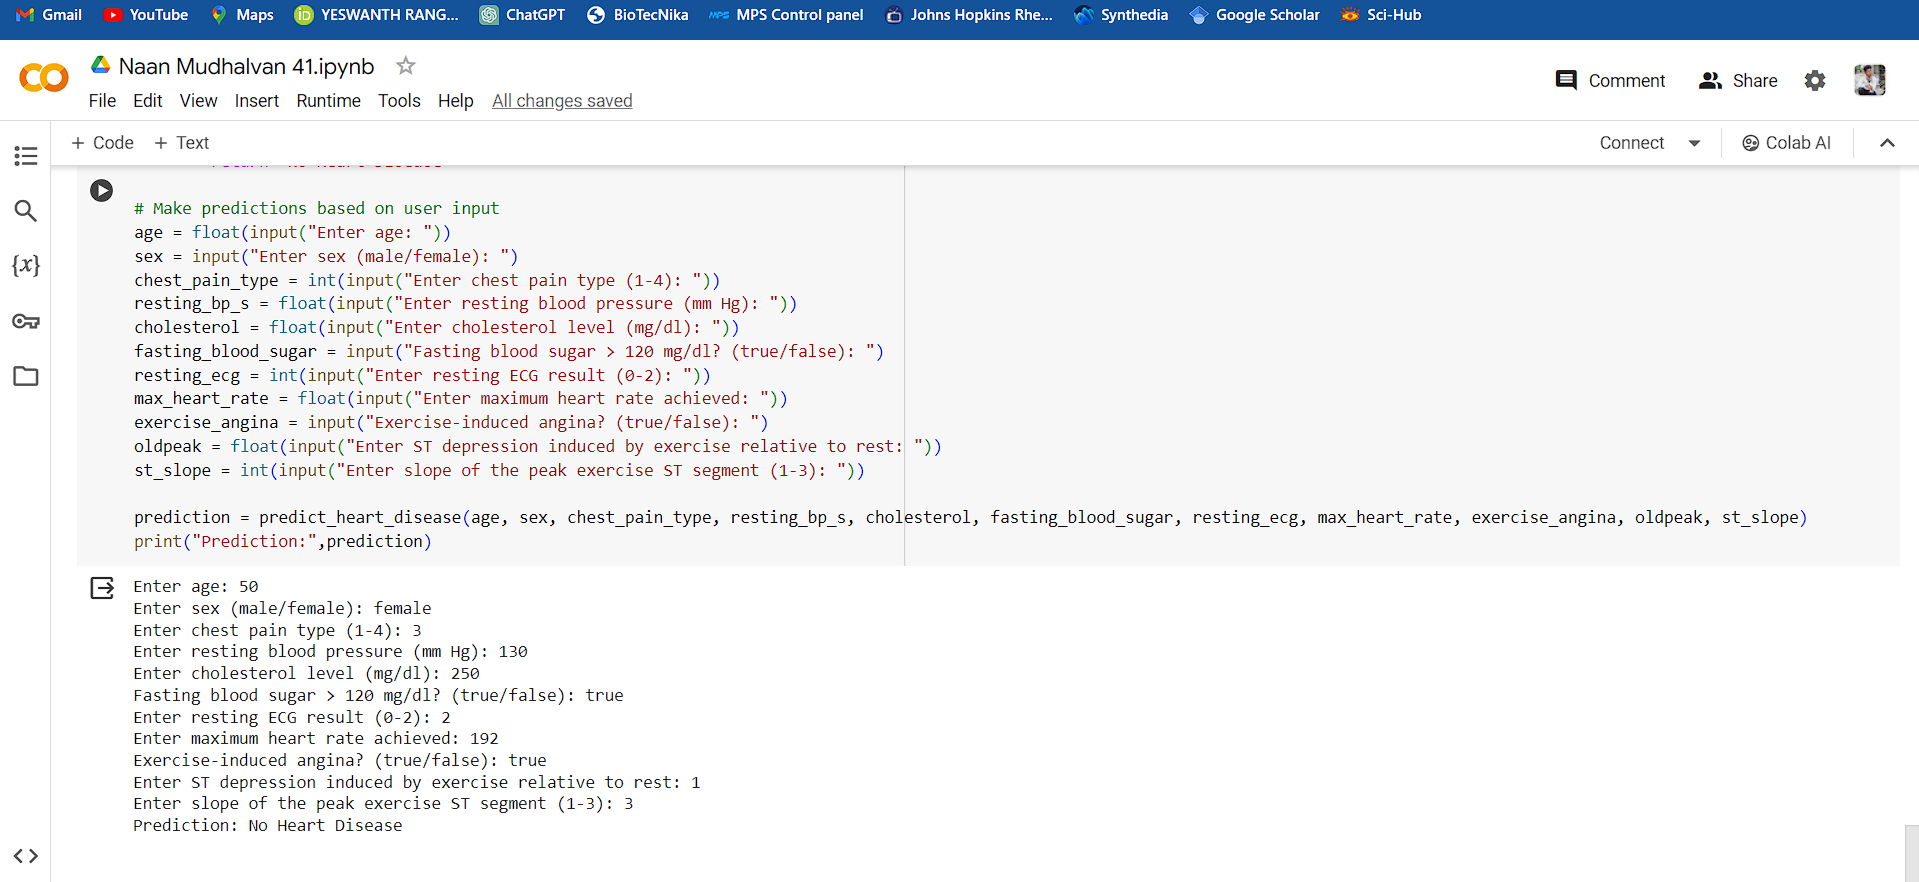 Gmail YouTube Maps YESWANTH RANG... ChatGPT BioTecNika MPS Control panel Johns Hopkins Rhe... Synthedia Google Scholar Sci-Hub
Naan Mudhalvan 41.ipynb
Comment Share
File Edit View Insert Runtime Tools Help All changes saved
+ Code + Text Connect Colab AI
# Make predictions based on user input
age = float(input("Enter age: "))
sex = input("Enter sex (male/female): ")
chest_pain_type = int(input("Enter chest pain type (1-4): "))
resting_bp_s = float(input("Enter resting blood pressure (mm Hg): "))
cholesterol = float(input("Enter cholesterol level (mg/dl): "))
fasting_blood_sugar = input("Fasting blood sugar > 120 mg/dl? (true/false): ")
resting_ecg = int(input("Enter resting ECG result (0-2): "))
max_heart_rate = float(input("Enter maximum heart rate achieved: "))
exercise_angina = input("Exercise-induced angina? (true/false): ")
oldpeak = float(input("Enter ST depression induced by exercise relative to rest: "))
st_slope = int(input("Enter slope of the peak exercise ST segment (1-3): "))
prediction = predict_heart_disease(age, sex, chest_pain_type, resting_bp_s, cholesterol, fasting_blood_sugar, resting_ecg, max_heart_rate, exercise_angina, oldpeak, st_slope)
print("Prediction:",prediction)
Enter age: 50
Enter sex (male/female): female
Enter chest pain type (1-4): 3
Enter resting blood pressure (mm Hg): 130
Enter cholesterol level (mg/dl): 250
Fasting blood sugar > 120 mg/dl? (true/false): true
Enter resting ECG result (0-2): 2
Enter maximum heart rate achieved: 192
Exercise-induced angina? (true/false): true
Enter ST depression induced by exercise relative to rest: 1
Enter slope of the peak exercise ST segment (1-3): 3
Prediction: No Heart Disease